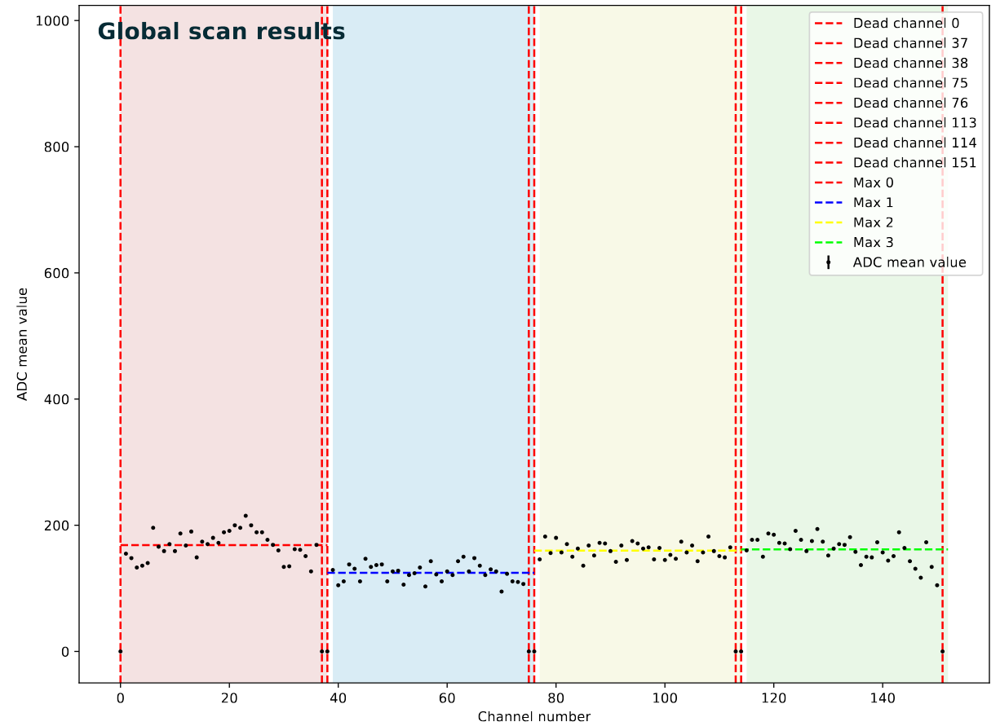 Global scan results
1000
800
600
400
200
0
ADC mean value
0 20 40 60 80 100 120 140
Channel number
Dead channel 0
Dead channel 37
Dead channel 38
Dead channel 75
Dead channel 76
Dead channel 113
Dead channel 114
Dead channel 151
Max 0
Max 1
Max 2
Max 3
ADC mean value